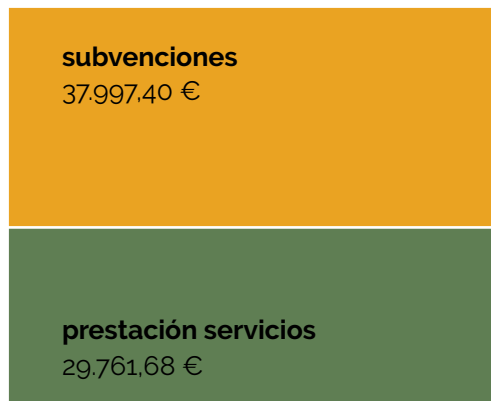 subvenciones
37.997,40 €
prestación servicios
29.761,68 €